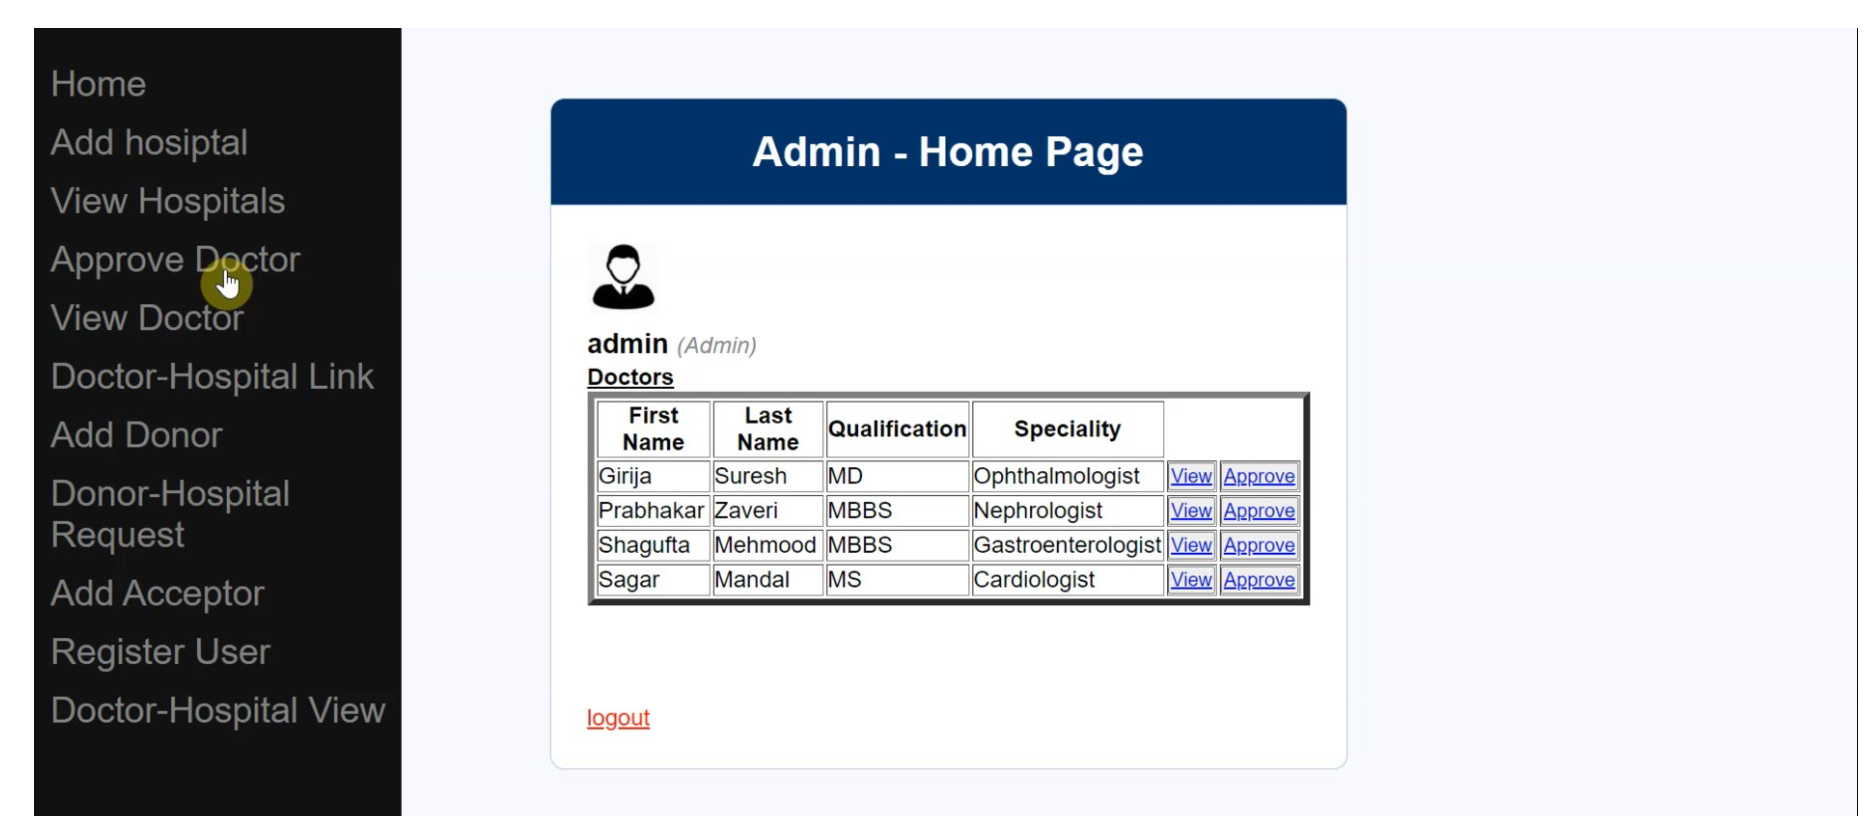 Home
Add hosiptal
View Hospitals
Approve Doctor
View Doctor
Doctor-Hospital Link
Add Donor
Donor-Hospital
Request
Add Acceptor
Register User
Doctor-Hospital View
Admin - Home Page
admin (Admin)
Doctors
First Name Last Name Qualification Speciality
Girija Suresh MD Ophthalmologist View Approve
Prabhakar Zaveri MBBS Nephrologist View Approve
Shagufta Mehmood MBBS Gastroenterologist View Approve
Sagar Mandal MS Cardiologist View Approve
logout